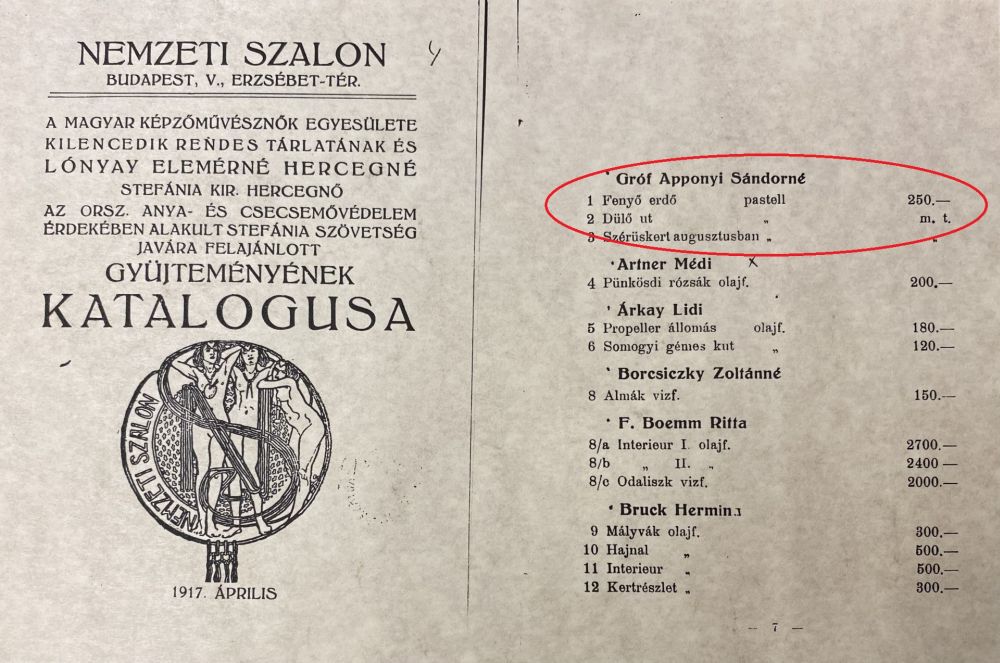 NEMZETI SZALON
BUDAPEST, V., ERZSÉBET-TÉR.
A MAGYAR KÉPZŐMŰVÉSZNŐK EGYESÜLETE
KILENCEDIK RENDES TÁRLATÁNAK ÉS
LÓNYAY ELEMÉRNÉ HERCEGNÉ
STEFÁNIA KIR. HERCEGNŐ
AZ ORSZ. ANYA- ÉS CSECSEMŐVÉDELEM
ÉRDEKÉBEN ALAKULT STEFÁNIA SZÖVETSÉG
JAVÁRA FELAJÁNLOTT
GYÜJTEMÉNYÉNEK
KATALOGUSA
NEMZETI SZALON
1917. ÁPRILIS
Gróf Apponyi Sándorné
1 Fenyő erdő pastell 250.—
2 Dülő ut „ m. t.
3 Szérüskert augusztusban „ „
Artner Médi x
4 Pünkösdi rózsák olajf. 200.—
Árkay Lidi
5 Propeller állomás olajf. 180.—
6 Somogyi gémes kut „ 120.—
Borcsiczky Zoltánné
8 Almák vizf. 150.—
F. Boemm Ritta
8/a Interieur I. olajf. 2700.—
8/b „ II. „ 2400 —
8/c Odaliszk vizf. 2000.—
Bruck Hermina
9 Mályvák olajf. 300.—
10 Hajnal „ 500.—
11 Interieur „ 500.—
12 Kertrészlet „ 300.—
— 7 —